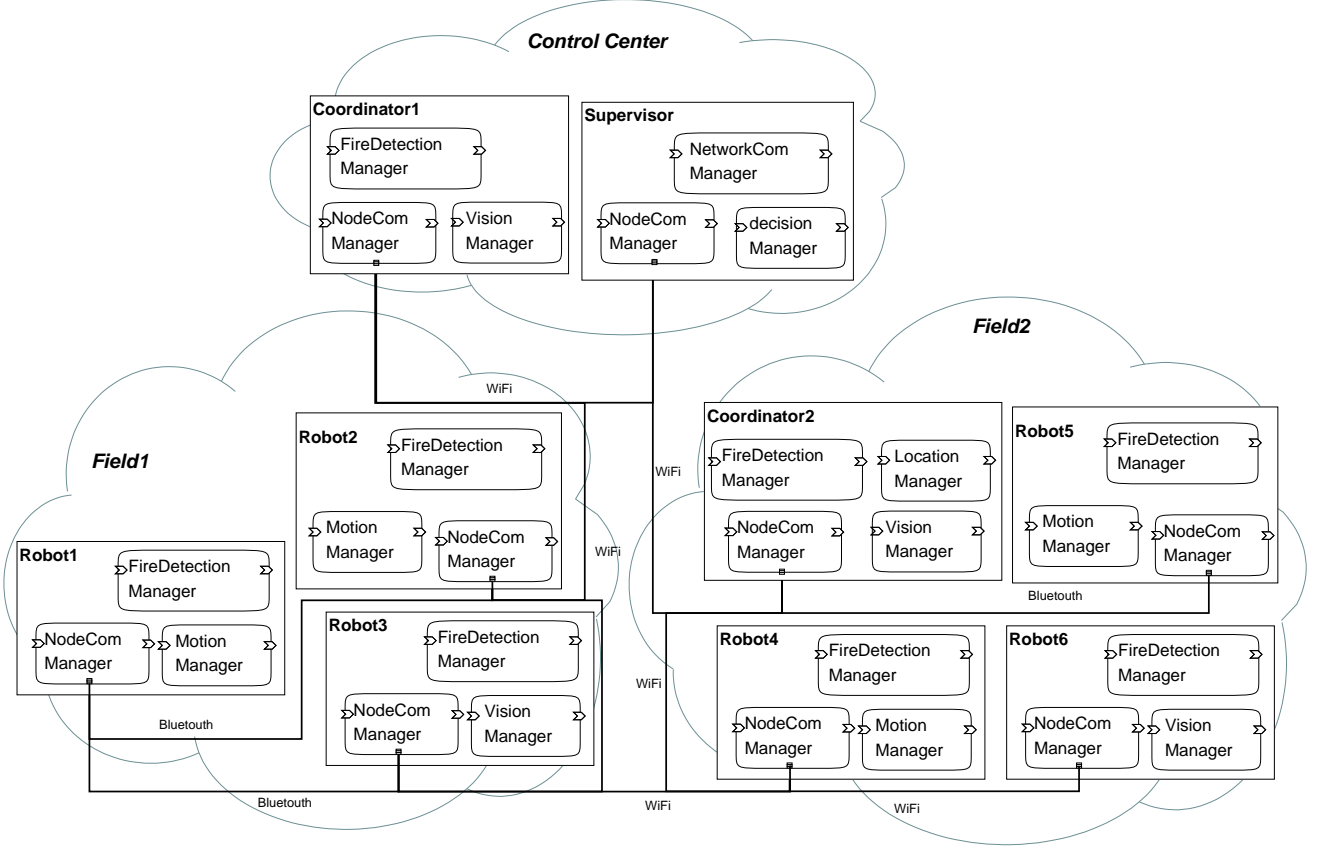 Control Center
Coordinator1
FireDetection
Manager
NodeCom
Manager
Vision
Manager
Supervisor
NetworkCom
Manager
NodeCom
Manager
decision
Manager
WiFi
WiFi
WiFi
Field1
Robot2
FireDetection
Manager
Motion
Manager
NodeCom
Manager
Robot1
FireDetection
Manager
NodeCom
Manager
Motion
Manager
Robot3
FireDetection
Manager
NodeCom
Manager
Vision
Manager
Bluetouth
Bluetouth
Field2
Coordinator2
FireDetection
Manager
Location
Manager
NodeCom
Manager
Vision
Manager
Robot5
FireDetection
Manager
Motion
Manager
NodeCom
Manager
Bluetouth
Robot4
FireDetection
Manager
NodeCom
Manager
Motion
Manager
Robot6
FireDetection
Manager
NodeCom
Manager
Vision
Manager
WiFi
WiFi
WiFi